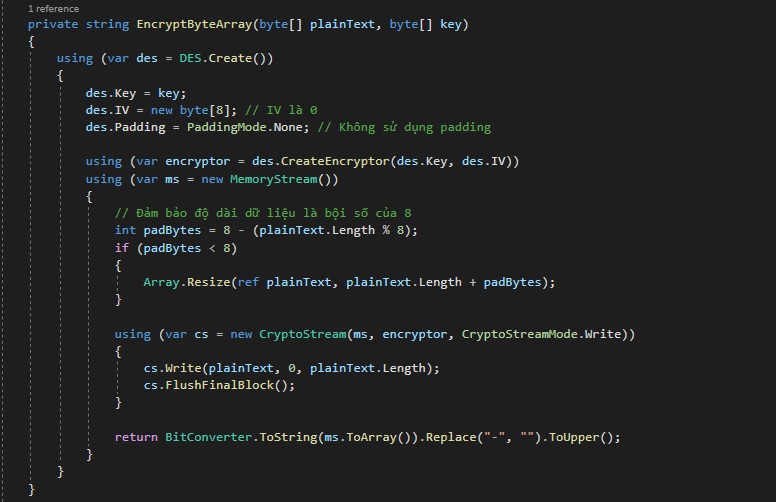 1 reference
private string EncryptByteArray(byte[] plainText, byte[] key)
{
    using (var des = DES.Create())
    {
        des.Key = key;
        des.IV = new byte[8]; // IV là 0
        des.Padding = PaddingMode.None; // Không sử dụng padding

        using (var encryptor = des.CreateEncryptor(des.Key, des.IV))
        using (var ms = new MemoryStream())
        {
            // Đảm bảo độ dài dữ liệu là bội số của 8
            int padBytes = 8 - (plainText.Length % 8);
            if (padBytes < 8)
            {
                Array.Resize(ref plainText, plainText.Length + padBytes);
            }

            using (var cs = new CryptoStream(ms, encryptor, CryptoStreamMode.Write))
            {
                cs.Write(plainText, 0, plainText.Length);
                cs.FlushFinalBlock();
            }

            return BitConverter.ToString(ms.ToArray()).Replace("-", "").ToUpper();
        }
    }
}